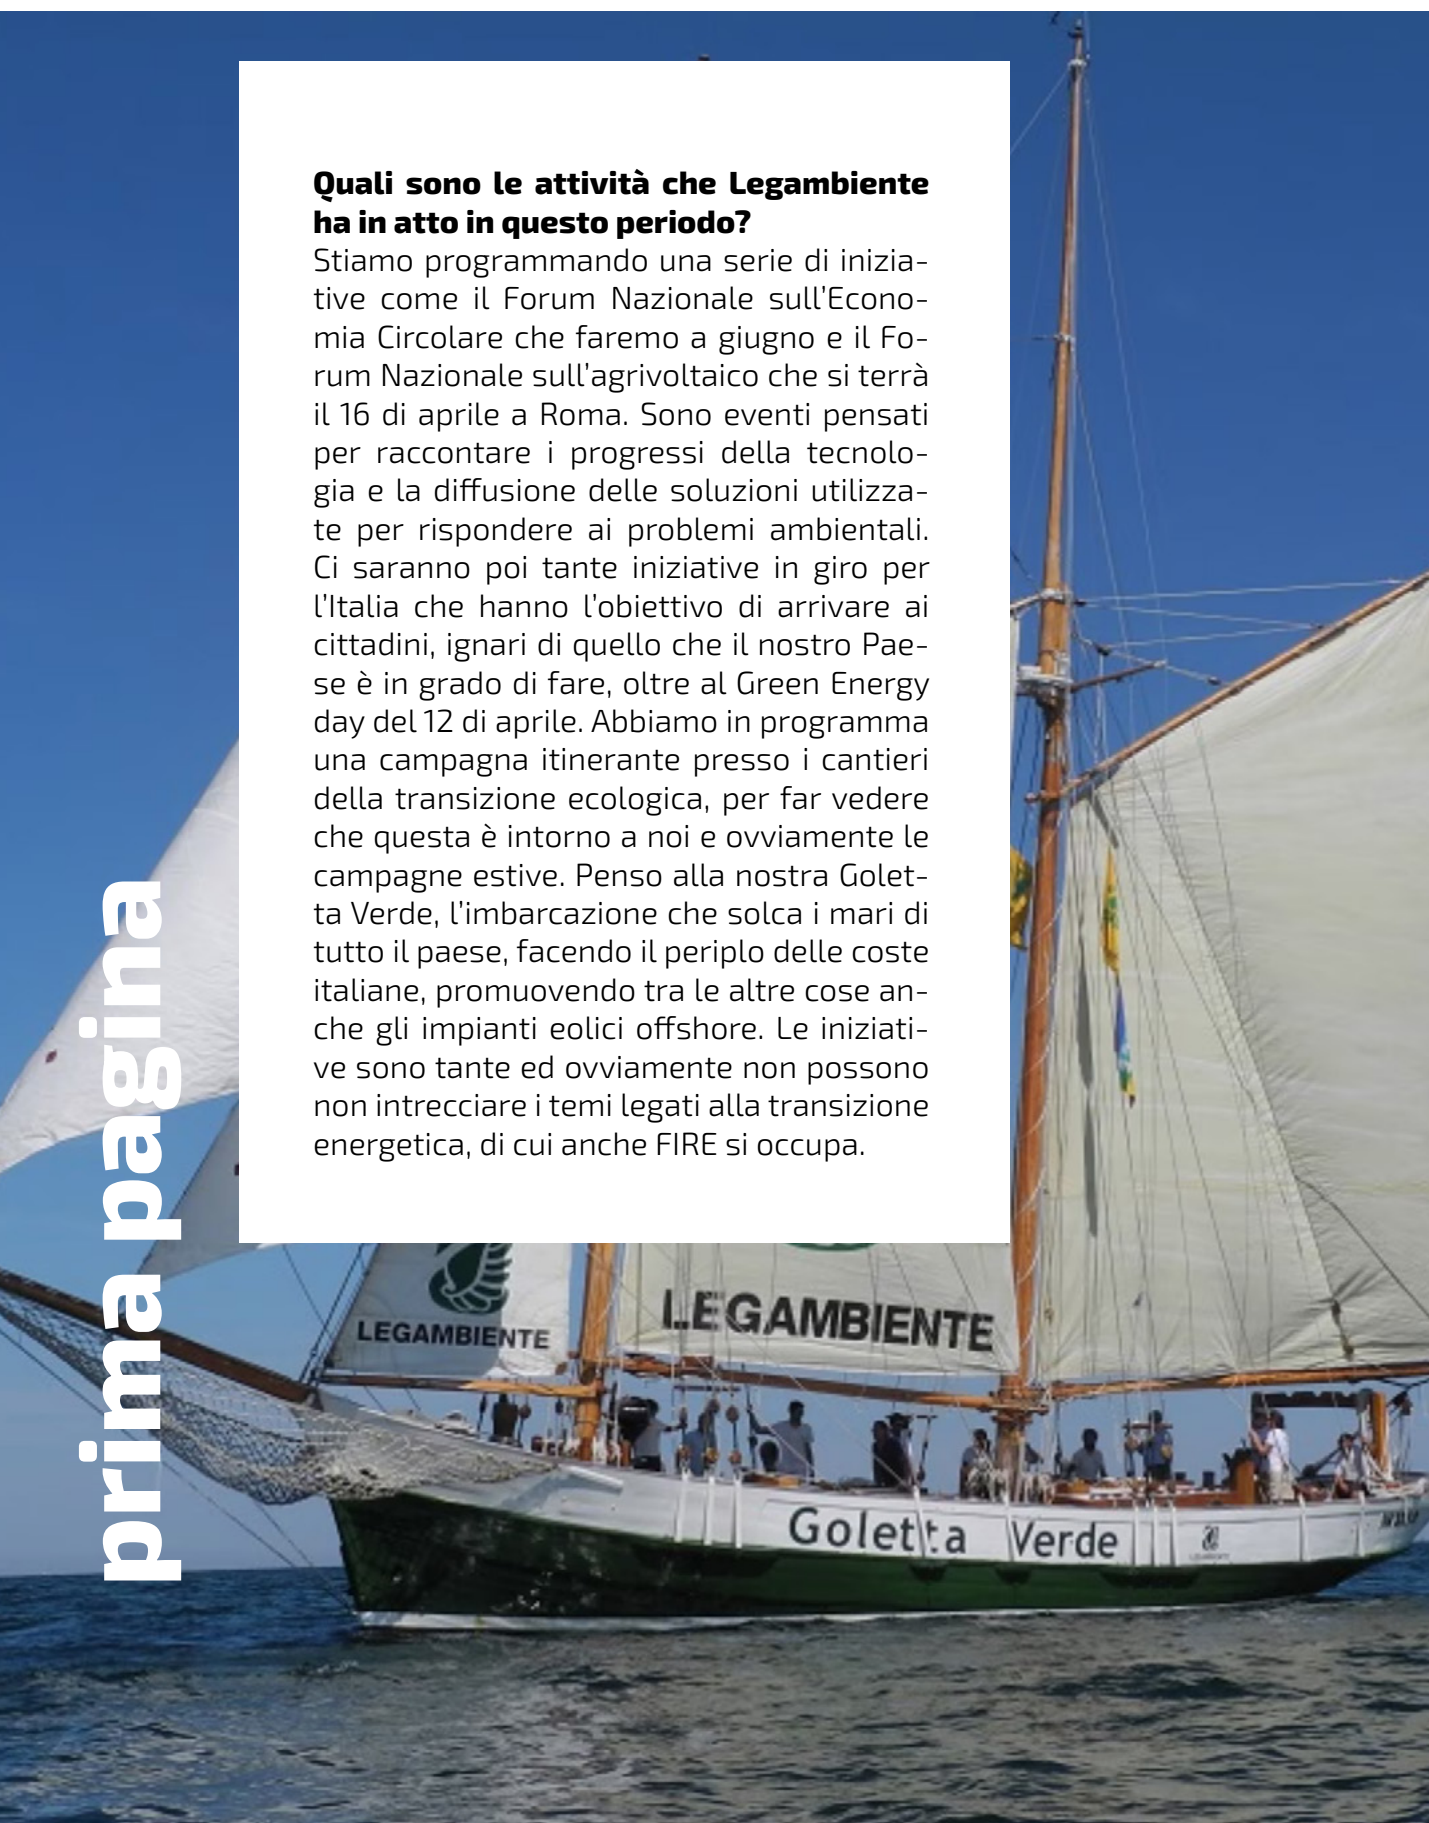 Quali sono le attività che Legambiente
ha in atto in questo periodo?
Stiamo programmando una serie di inizia-
tive come il Forum Nazionale sull'Econo-
mia Circolare che faremo a giugno e il Fo-
rum Nazionale sull'agrivoltaico che si terrà
il 16 di aprile a Roma. Sono eventi pensati
per raccontare i progressi della tecnolo-
gia e la diffusione delle soluzioni utilizza-
te per rispondere ai problemi ambientali.
Ci saranno poi tante iniziative in giro per
l'Italia che hanno l'obiettivo di arrivare ai
cittadini, ignari di quello che il nostro Pae-
se è in grado di fare, oltre al Green Energy
day del 12 di aprile. Abbiamo in programma
una campagna itinerante presso i cantieri
della transizione ecologica, per far vedere
che questa è intorno a noi e ovviamente le
campagne estive. Penso alla nostra Golet-
ta Verde, l'imbarcazione che solca i mari di
tutto il paese, facendo il periplo delle coste
italiane, promuovendo tra le altre cose an-
che gli impianti eolici offshore. Le iniziati-
ve sono tante ed ovviamente non possono
non intrecciare i temi legati alla transizione
energetica, di cui anche FIRE si occupa.
prima pagina
LEGAMBIENTE
LEGAMBIENTE
Goletta Verde